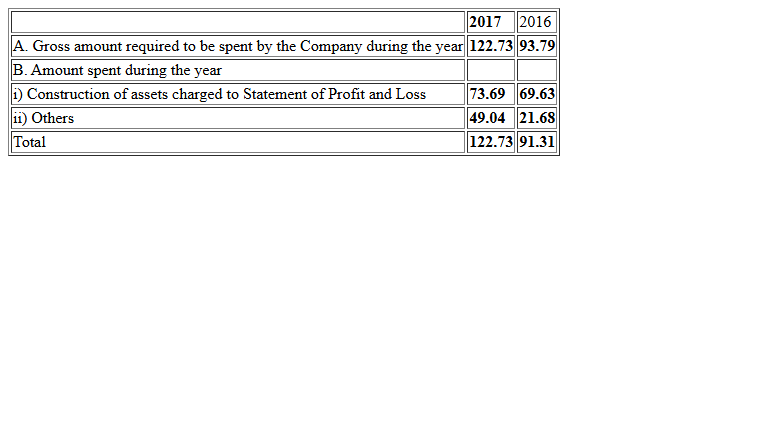 2017 2016
A. Gross amount required to be spent by the Company during the year 122.73 93.79
B. Amount spent during the year
i) Construction of assets charged to Statement of Profit and Loss 73.69 69.63
ii) Others 49.04 21.68
Total 122.73 91.31